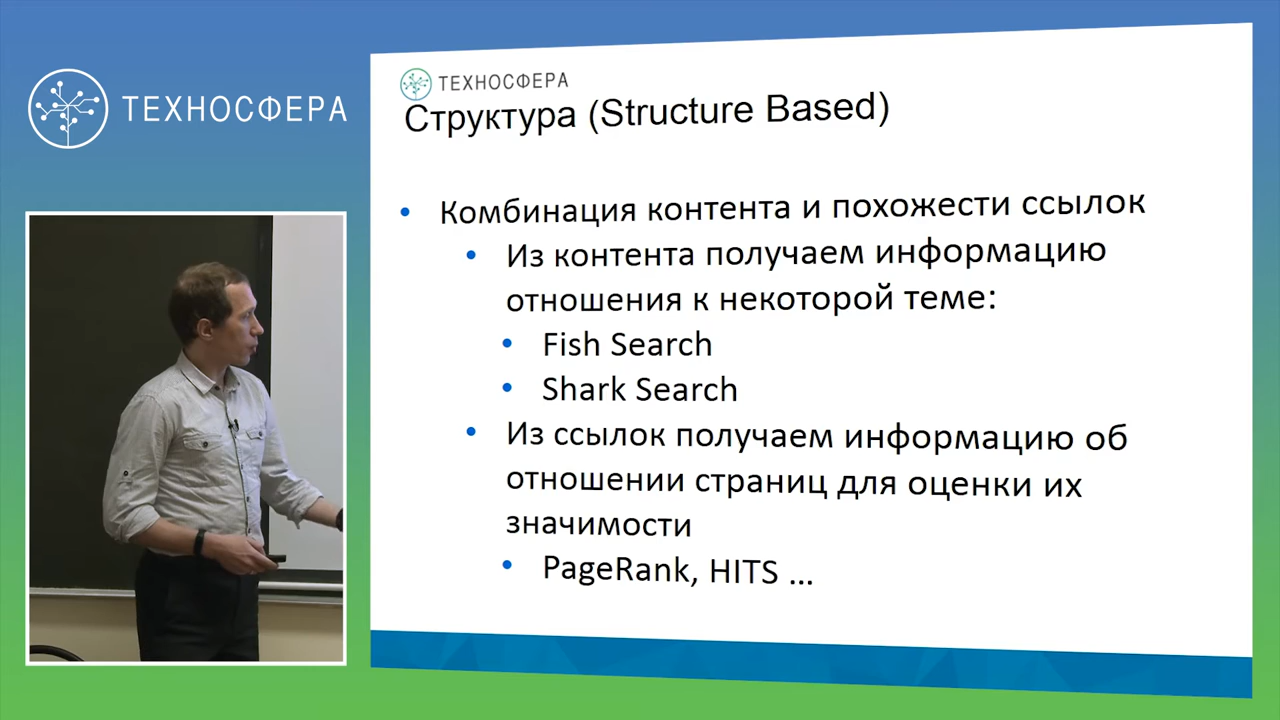 ТЕХНОСФЕРА
ТЕХНОСФЕРА
Структура (Structure Based)
• Комбинация контента и похожести ссылок
• Из контента получаем информацию
отношения к некоторой теме:
• Fish Search
• Shark Search
• Из ссылок получаем информацию об
отношении страниц для оценки их
значимости
• PageRank, HITS ...